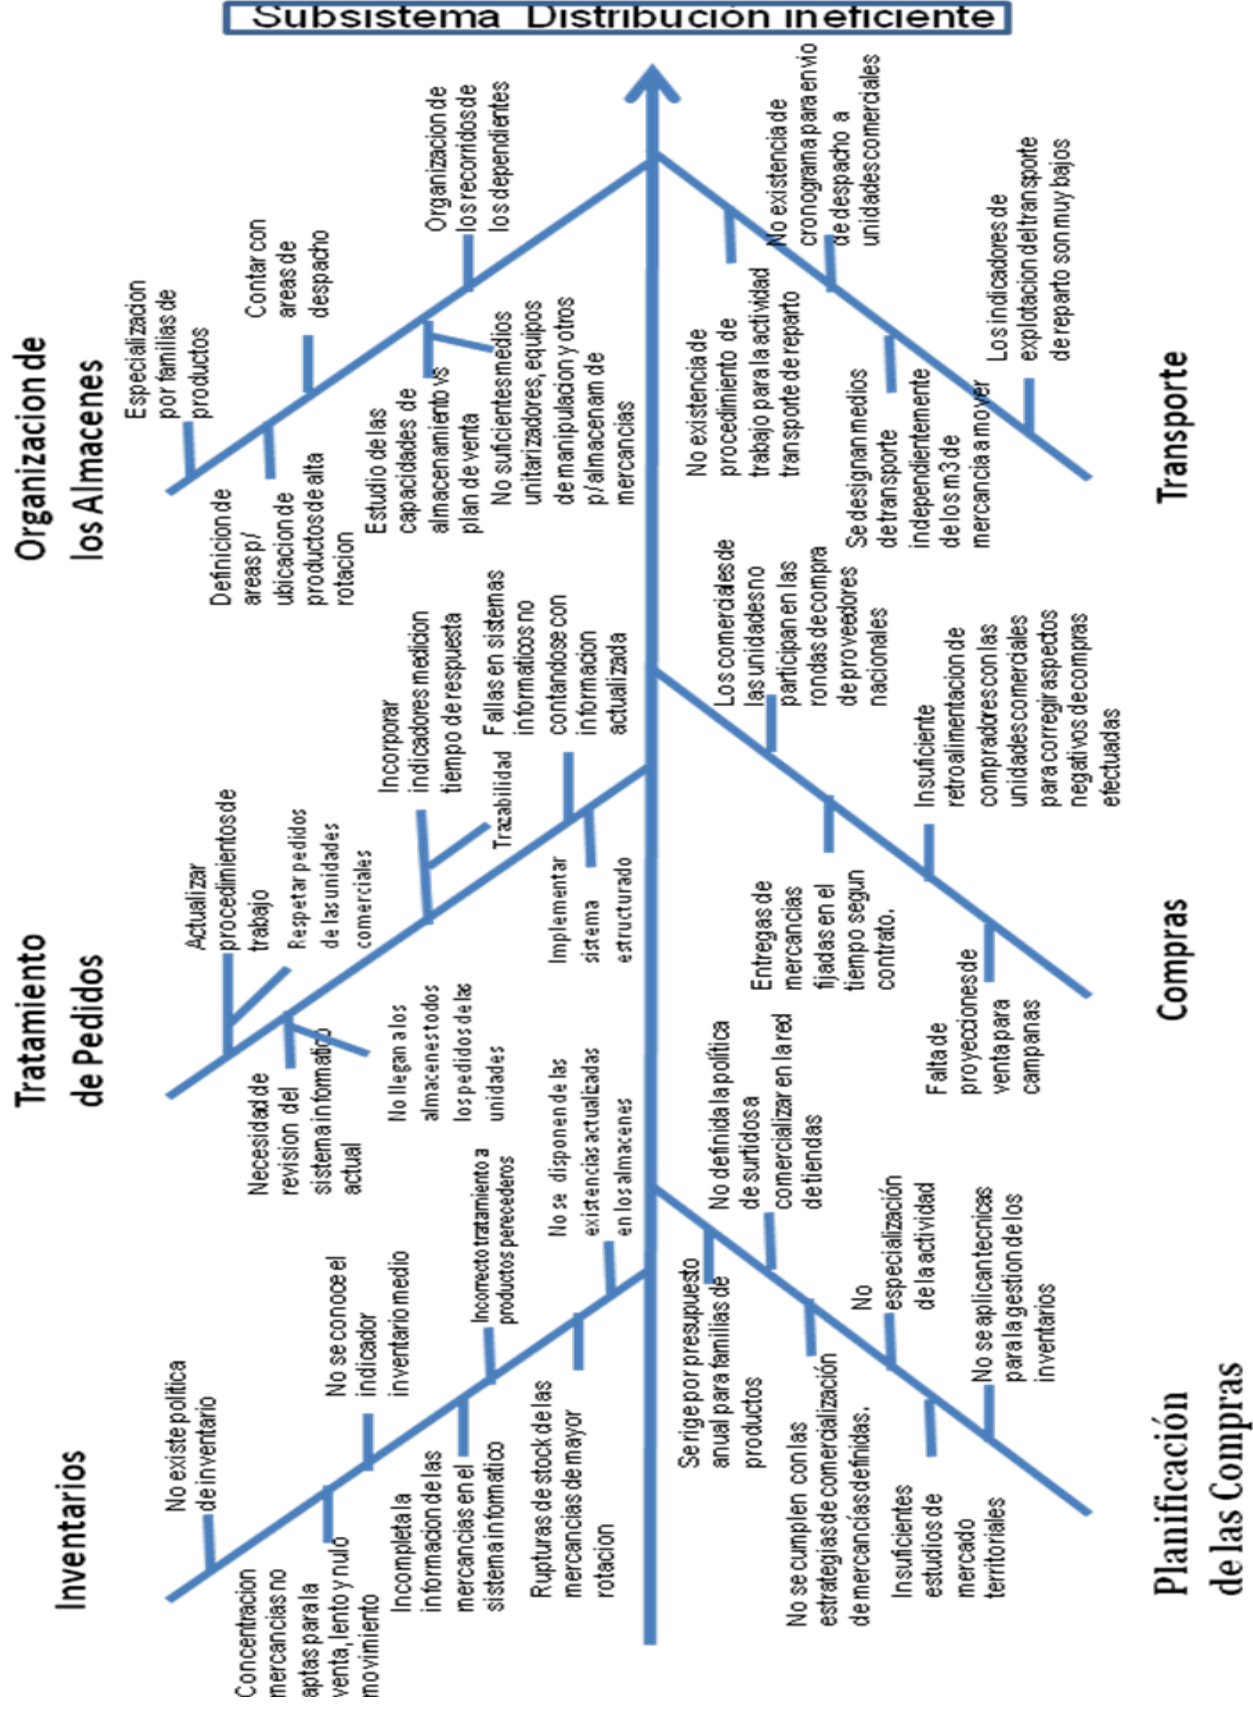 Subsistema Distribución ineficiente
Inventarios
No existe política
de inventario
Concentracion
mercancias no
aptas para la
venta, lento y nulo
movimiento
No se conoce el
indicador
inventario medio
Incompleta la
informacion de las
mercancias en el
sistema informatico
Incorrecto tratamiento a
productos perecederos
Rupturas de stock de las
mercancias de mayor
rotacion
No se disponen de las
existencias actualizadas
en los almacenes
Tratamiento
de Pedidos
Actualizar
procedimientos de
trabajo
Respetar pedidos
de las unidades
comerciales
Necesidad de
revision del
sistema informatico
actual
No llegan a los
almacenes todos
los pedidos de las
unidades
Incorporar
indicadores medicion
tiempo de respuesta
Trazabilidad
Fallas en sistemas
informaticos no
contandose con
informacion
actualizada
Implementar
sistema
estructurado
Organizacion de
los Almacenes
Especializacion
por familias de
productos
Definicion de
areas p/
ubicacion de
productos de alta
rotacion
Contar con
areas de
despacho
Estudio de las
capacidades de
almacenamiento vs
plan de venta
No suficientes medios
unitarizadores, equipos
de manipulacion y otros
p/ almacenam de
mercancias
Organizacion de
los recorridos de
los dependientes
Planificación
de las Compras
Se rige por presupuesto
anual para familias de
productos
No definida la política
de surtidos a
comercializar en la red
de tiendas
No se cumplen con las
estrategias de comercialización
de mercancías definidas.
No
especialización
de la actividad
Insuficientes
estudios de
mercado
territoriales
No se aplican tecnicas
para la gestion de los
inventarios
Compras
Los comerciales de
las unidades no
participan en las
rondas de compra
de proveedores
nacionales
Entregas de
mercancias
fijadas en el
tiempo segun
contrato.
Insuficiente
retroalimentacion de
compradores con las
unidades comerciales
para corregir aspectos
negativos de compras
efectuadas
Falta de
proyecciones de
venta para
campanas
Transporte
No existencia de
procedimiento de
trabajo para la actividad
transporte de reparto
No existencia de
cronograma para envio
de despacho a
unidades comerciales
Se designan medios
de transporte
independientemente
de los m3 de
mercancia a mover
Los indicadores de
explotacion del transporte
de reparto son muy bajos